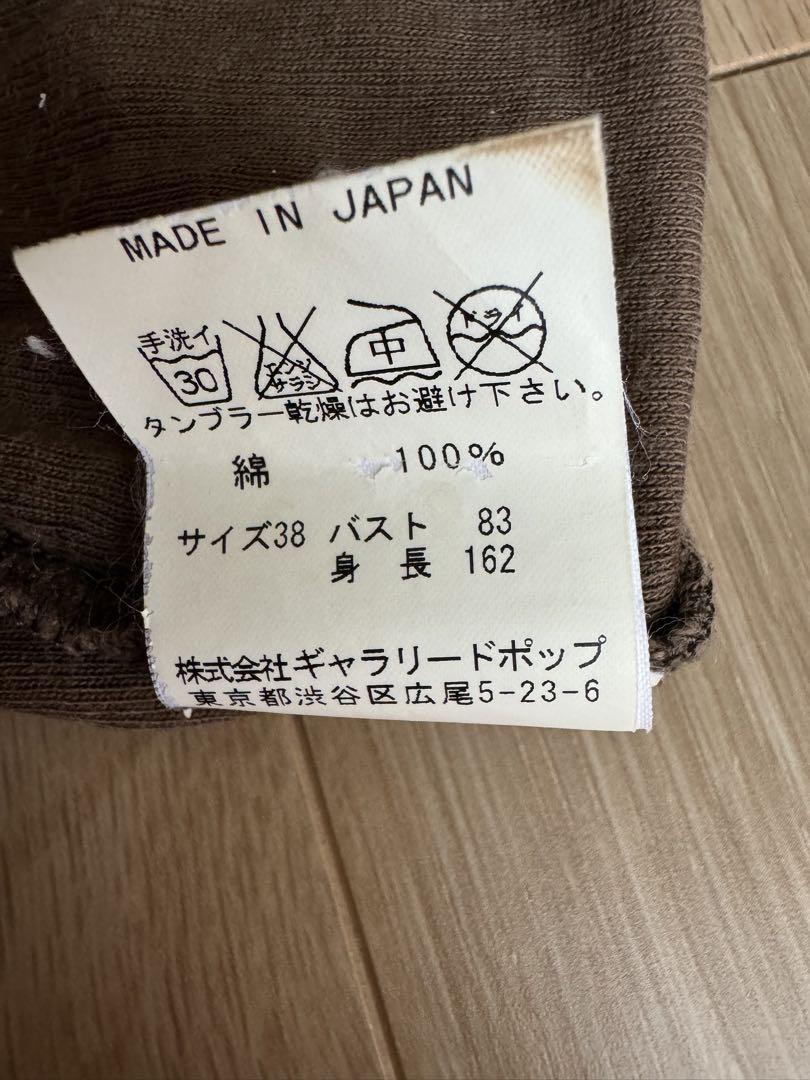 MADE IN JAPAN
手洗イ
30
エンソ
サラシ
中
ドライ
タンブラー乾燥はお避け下さい。
綿 100%
サイズ38 バスト 83
身長 162
株式会社ギャラリードポップ
東京都渋谷区広尾5-23-6